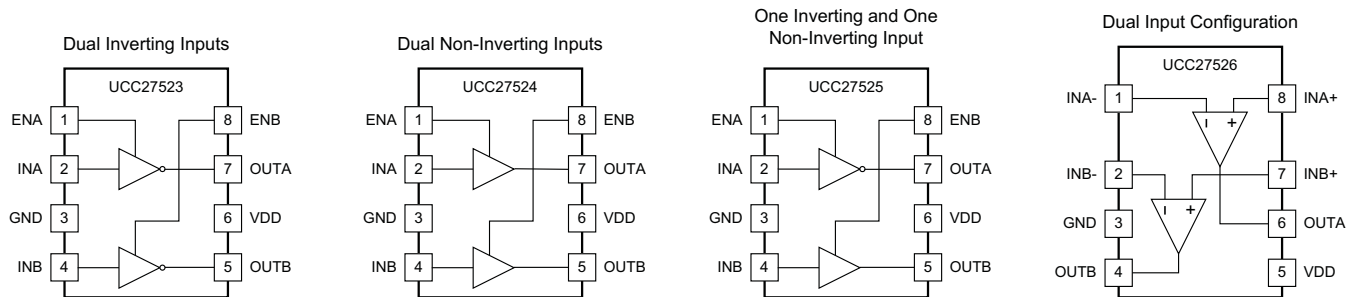 Dual Inverting Inputs
UCC27523
ENA 1 8 ENB
INA 2 7 OUTA
GND 3 6 VDD
INB 4 5 OUTB
Dual Non-Inverting Inputs
UCC27524
ENA 1 8 ENB
INA 2 7 OUTA
GND 3 6 VDD
INB 4 5 OUTB
One Inverting and One
Non-Inverting Input
UCC27525
ENA 1 8 ENB
INA 2 7 OUTA
GND 3 6 VDD
INB 4 5 OUTB
Dual Input Configuration
UCC27526
INA- 1 8 INA+
- +
INB- 2 7 INB+
- +
GND 3 6 OUTA
OUTB 4 5 VDD